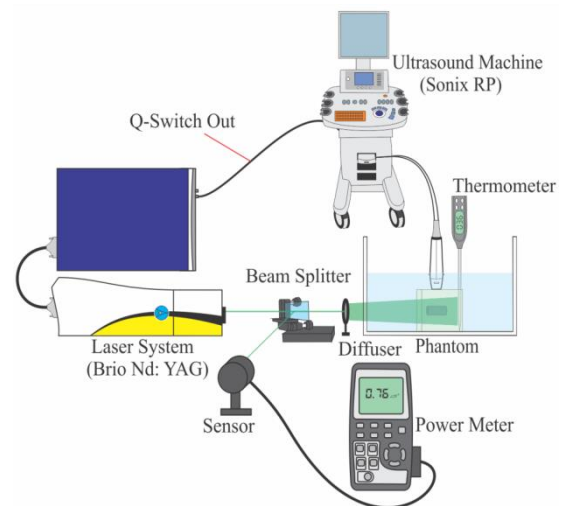 Ultrasound Machine
(Sonix RP)
Q-Switch Out
Thermometer
Beam Splitter
Laser System
(Brio Nd: YAG)
Diffuser
Phantom
Sensor
0.76
Power Meter